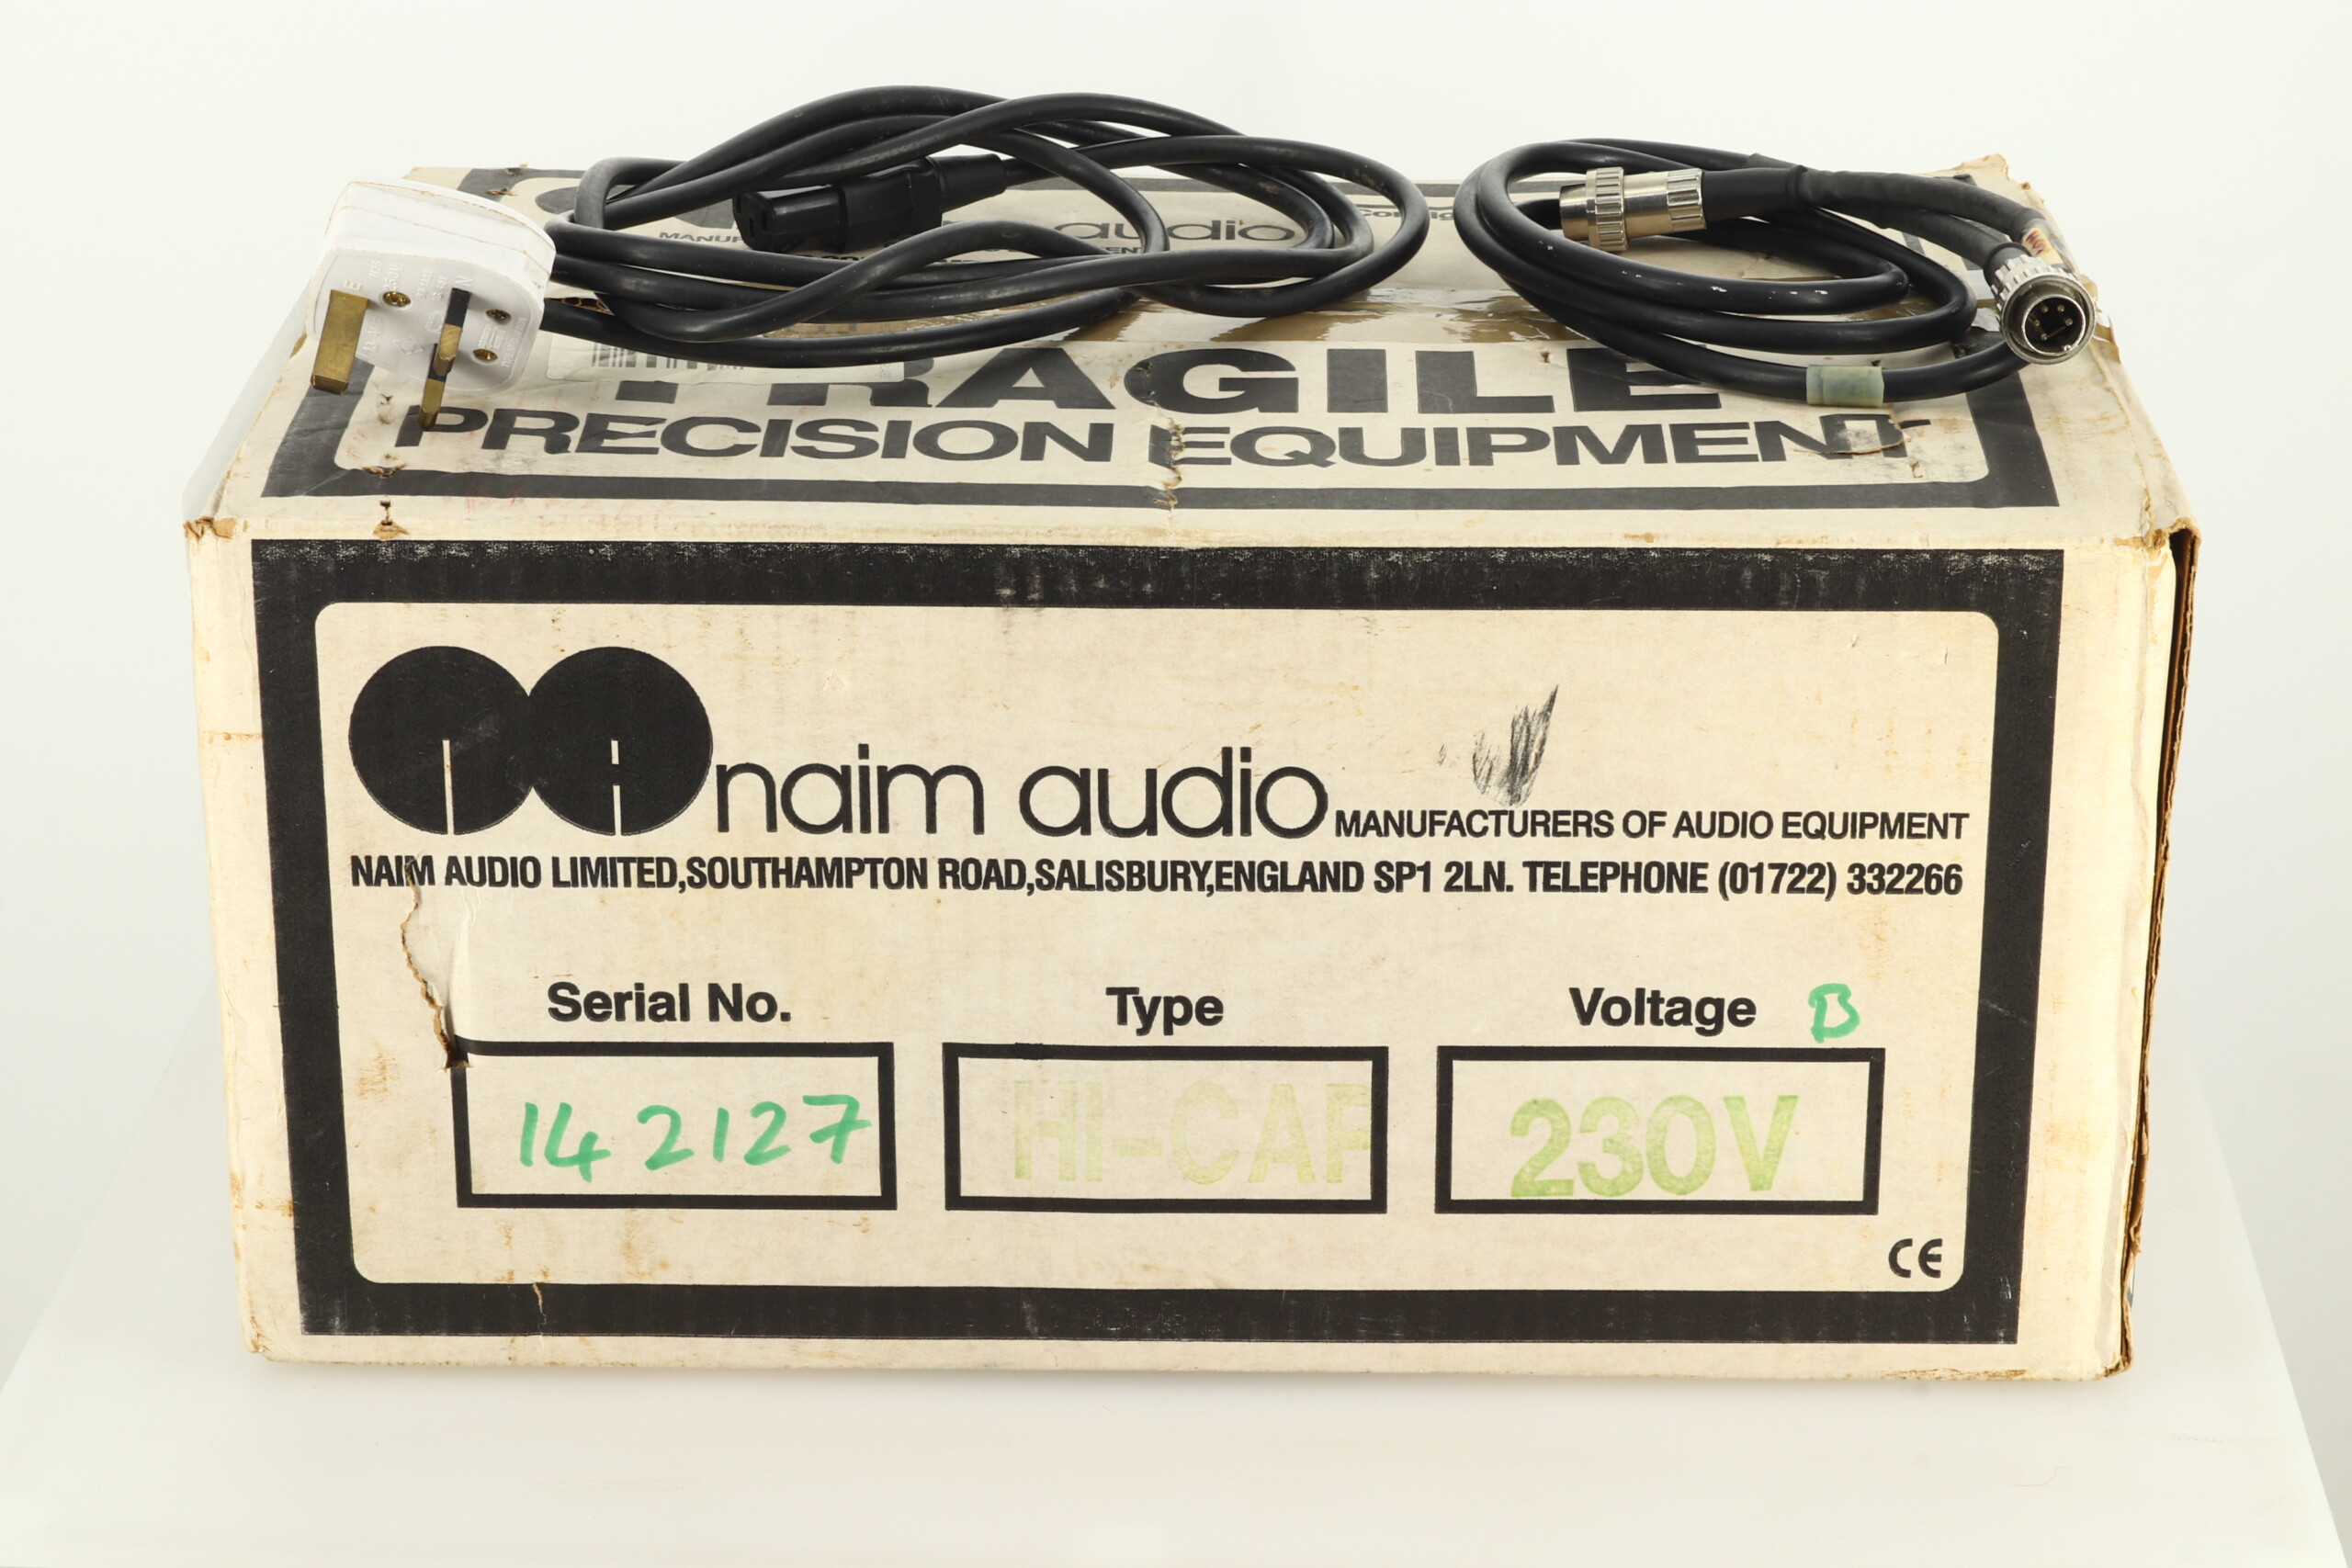 audio
FRAGILE
PRECISION EQUIPMENT
naim audio MANUFACTURERS OF AUDIO EQUIPMENT
NAIM AUDIO LIMITED,SOUTHAMPTON ROAD,SALISBURY,ENGLAND SP1 2LN. TELEPHONE (01722) 332266
Serial No. Type Voltage B
142127 HI-CAP 230V
CE